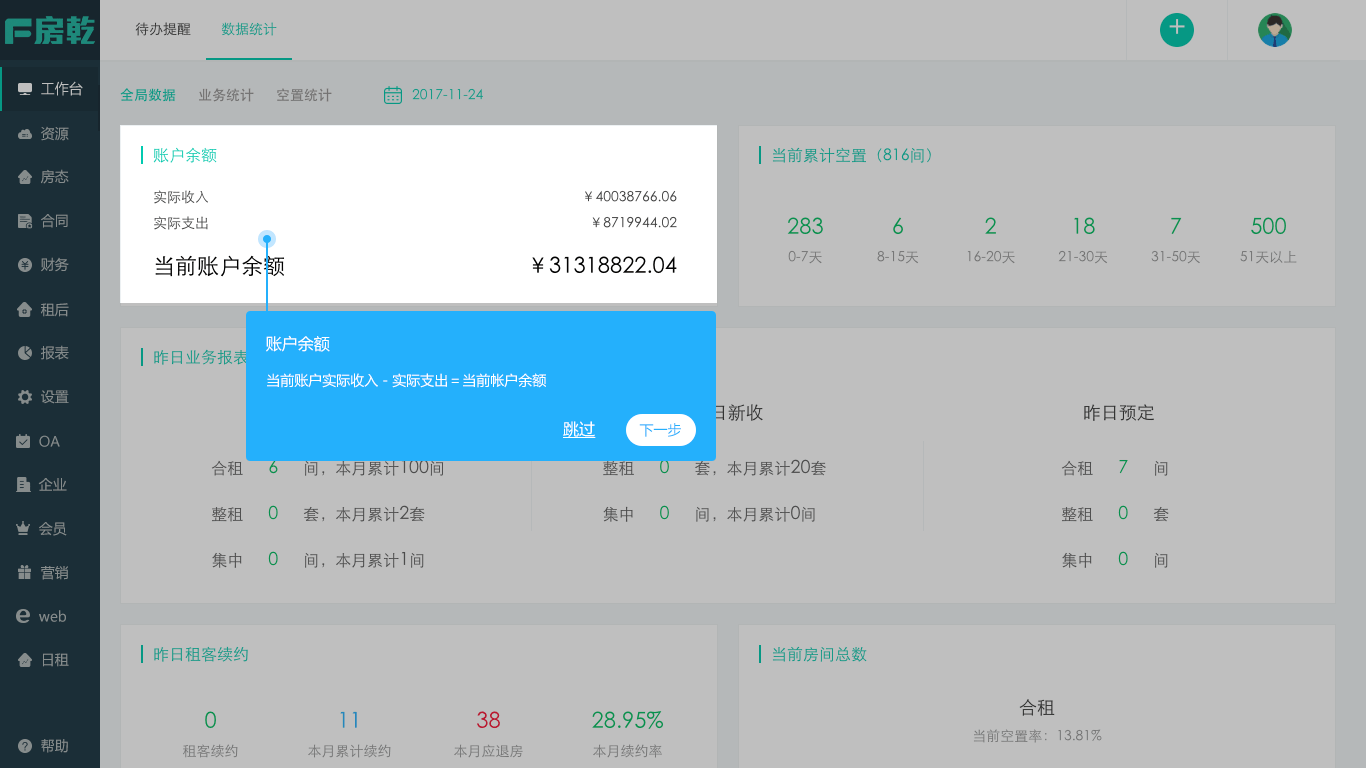 房乾
待办提醒 数据统计
工作台
资源
房态
合同
财务
租后
报表
设置
OA
企业
会员
营销
web
日租
帮助
全局数据 业务统计 空置统计 2017-11-24
账户余额
实际收入 ￥40038766.06
实际支出 ￥8719944.02
当前账户余额 ￥31318822.04
当前累计空置（816间）
283 6 2 18 7 500
0-7天 8-15天 16-20天 21-30天 31-50天 51天以上
账户余额
当前账户实际收入 - 实际支出 = 当前帐户余额
跳过 下一步
昨日业务报表
日新收
昨日预定
合租 6 间，本月累计100间
整租 0 套，本月累计2套
集中 0 间，本月累计1间
整租 0 套，本月累计20套
集中 0 间，本月累计0间
合租 7 间
整租 0 套
集中 0 间
昨日租客续约
0 11 38 28.95%
租客续约 本月累计续约 本月应退房 本月续约率
当前房间总数
合租
当前空置率：13.81%